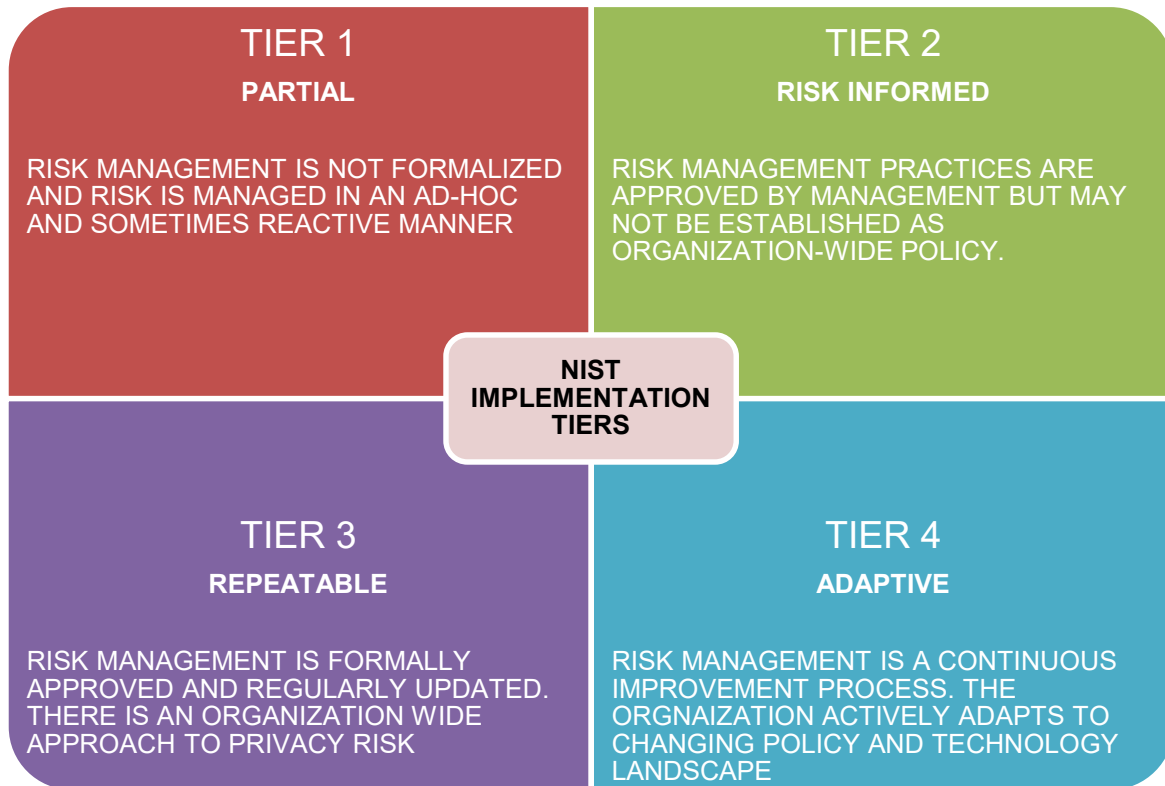 TIER 1
PARTIAL
RISK MANAGEMENT IS NOT FORMALIZED
AND RISK IS MANAGED IN AN AD-HOC
AND SOMETIMES REACTIVE MANNER
TIER 2
RISK INFORMED
RISK MANAGEMENT PRACTICES ARE
APPROVED BY MANAGEMENT BUT MAY
NOT BE ESTABLISHED AS
ORGANIZATION-WIDE POLICY.
NIST
IMPLEMENTATION
TIERS
TIER 3
REPEATABLE
RISK MANAGEMENT IS FORMALLY
APPROVED AND REGULARLY UPDATED.
THERE IS AN ORGANIZATION WIDE
APPROACH TO PRIVACY RISK
TIER 4
ADAPTIVE
RISK MANAGEMENT IS A CONTINUOUS
IMPROVEMENT PROCESS. THE
ORGNAIZATION ACTIVELY ADAPTS TO
CHANGING POLICY AND TECHNOLOGY
LANDSCAPE